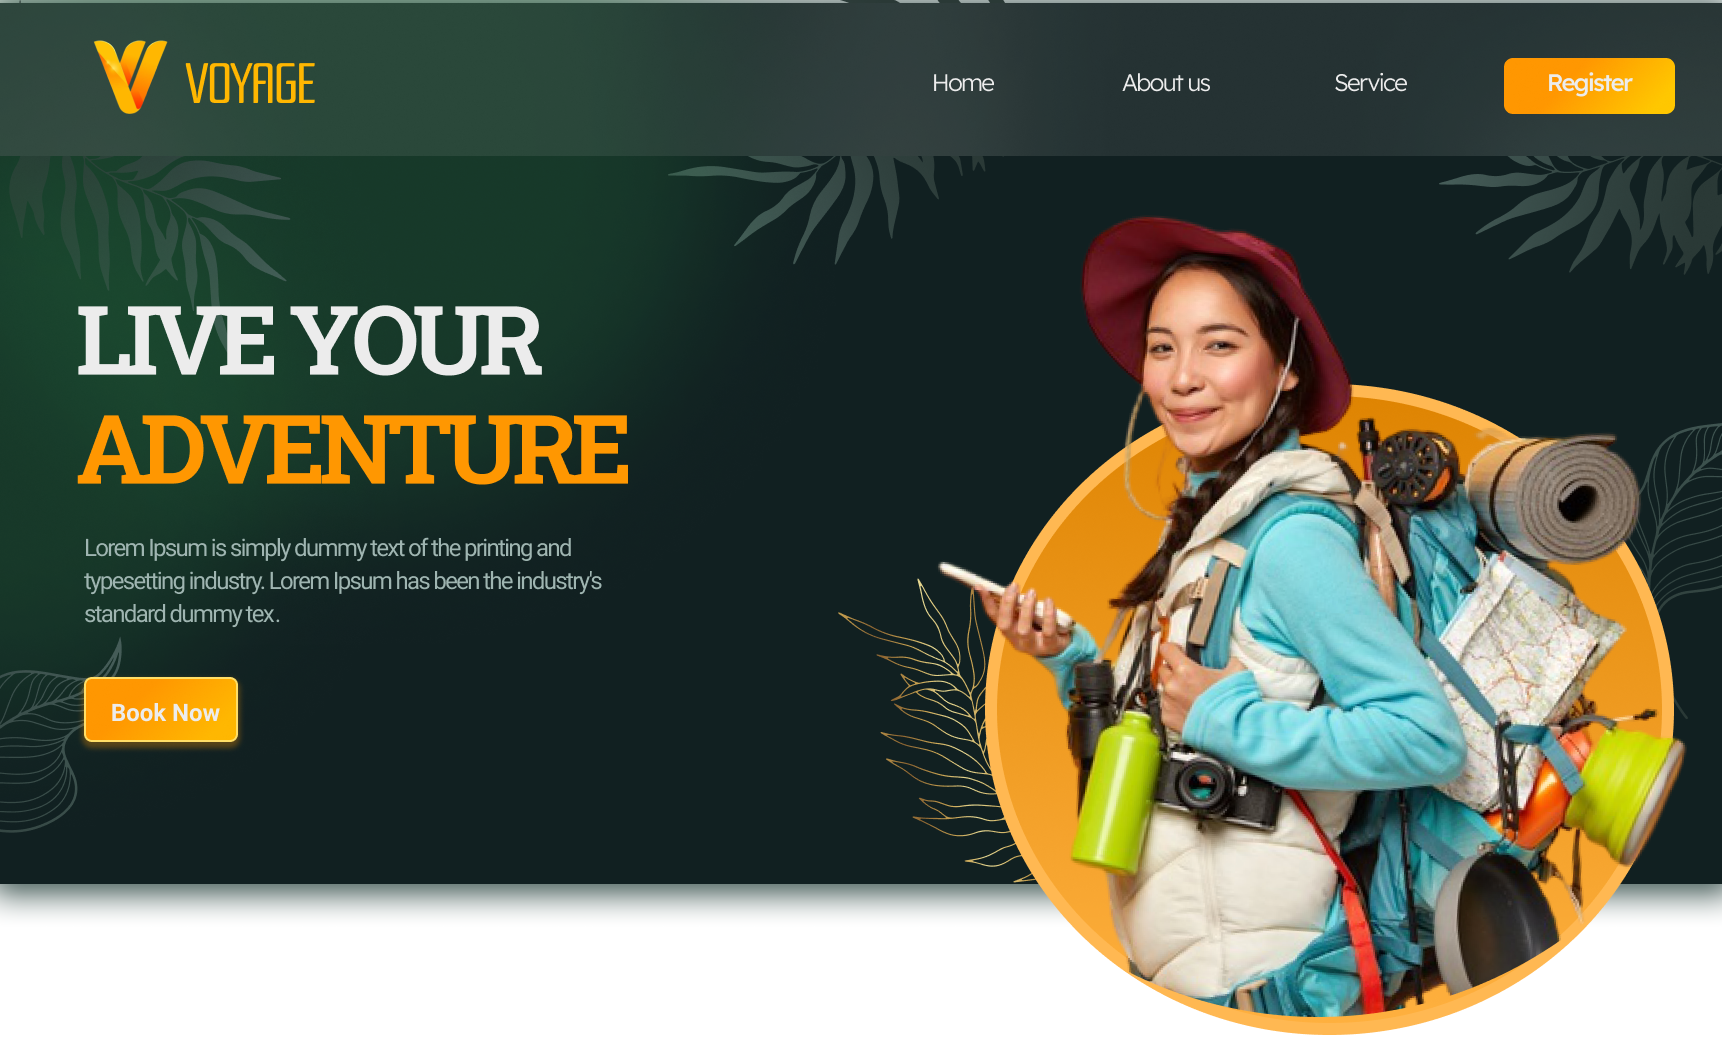 VOYAGE
Home
About us
Service
Register
LIVE YOUR
ADVENTURE
Lorem Ipsum is simply dummy text of the printing and
typesetting industry. Lorem Ipsum has been the industry's
standard dummy tex.
Book Now